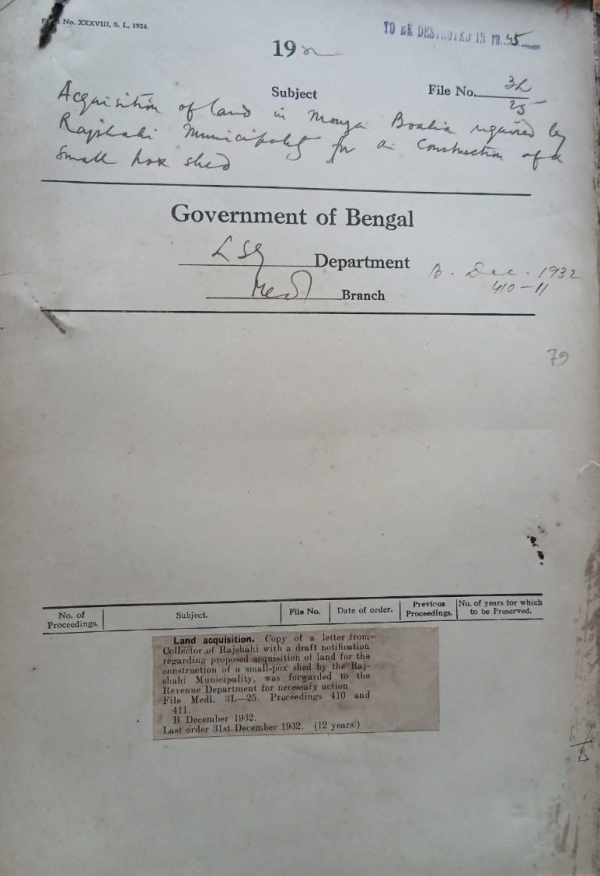 No. XXXVIII, S. I., 1924.
TO BE DESTROYED IN 19 45
19
Subject
File No. 3L
25
Acquisition of land in Mouza Boalia required by
Rajshahi Municipality for the construction of a
small pox shed
Government of Bengal
LSG Department
Medl Branch
B. Dec. 1932
410-11
79
No. of Proceedings.
Subject.
File No.
Date of order.
Previous Proceedings.
No. of years for which to be Preserved.
Land acquisition. Copy of a letter from
Collector of Rajshahi with a draft notification
regarding proposed acquisition of land for the
construction of a small-pox shed by the Raj-
shahi Municipality, was forwarded to the
Revenue Department for necessary action
File Medl. 3L—25. Proceedings 410 and
411.
B December 1932.
Last order 31st December 1932. (12 years.)